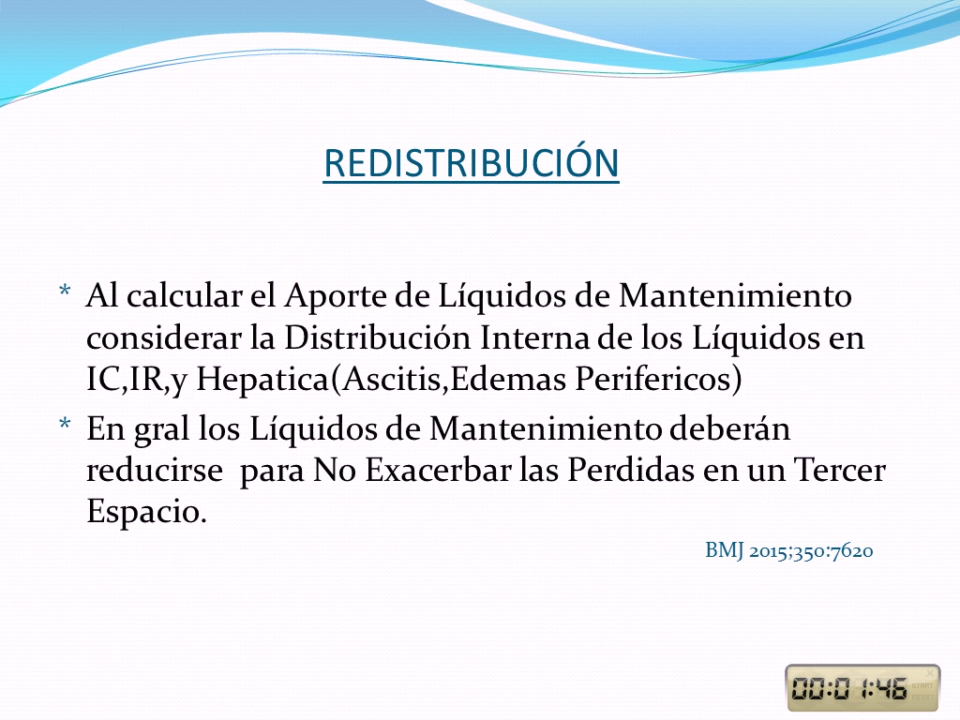 REDISTRIBUCIÓN
* Al calcular el Aporte de Líquidos de Mantenimiento
considerar la Distribución Interna de los Líquidos en
IC,IR,y Hepatica(Ascitis,Edemas Perifericos)
* En gral los Líquidos de Mantenimiento deberán
reducirse para No Exacerbar las Perdidas en un Tercer
Espacio.
BMJ 2015;350:7620
00:01:46
START